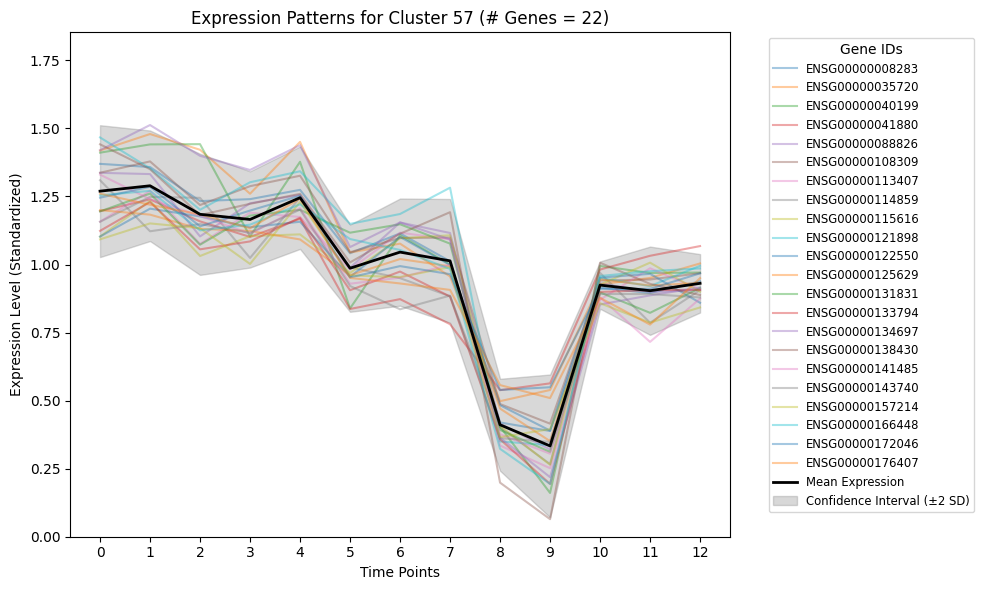 Expression Patterns for Cluster 57 (# Genes = 22)
Expression Level (Standardized)
1.75
1.50
1.25
1.00
0.75
0.50
0.25
0.00
0 1 2 3 4 5 6 7 8 9 10 11 12
Time Points
Gene IDs
ENSG00000008283
ENSG00000035720
ENSG00000040199
ENSG00000041880
ENSG00000088826
ENSG00000108309
ENSG00000113407
ENSG00000114859
ENSG00000115616
ENSG00000121898
ENSG00000122550
ENSG00000125629
ENSG00000131831
ENSG00000133794
ENSG00000134697
ENSG00000138430
ENSG00000141485
ENSG00000143740
ENSG00000157214
ENSG00000166448
ENSG00000172046
ENSG00000176407
Mean Expression
Confidence Interval (±2 SD)